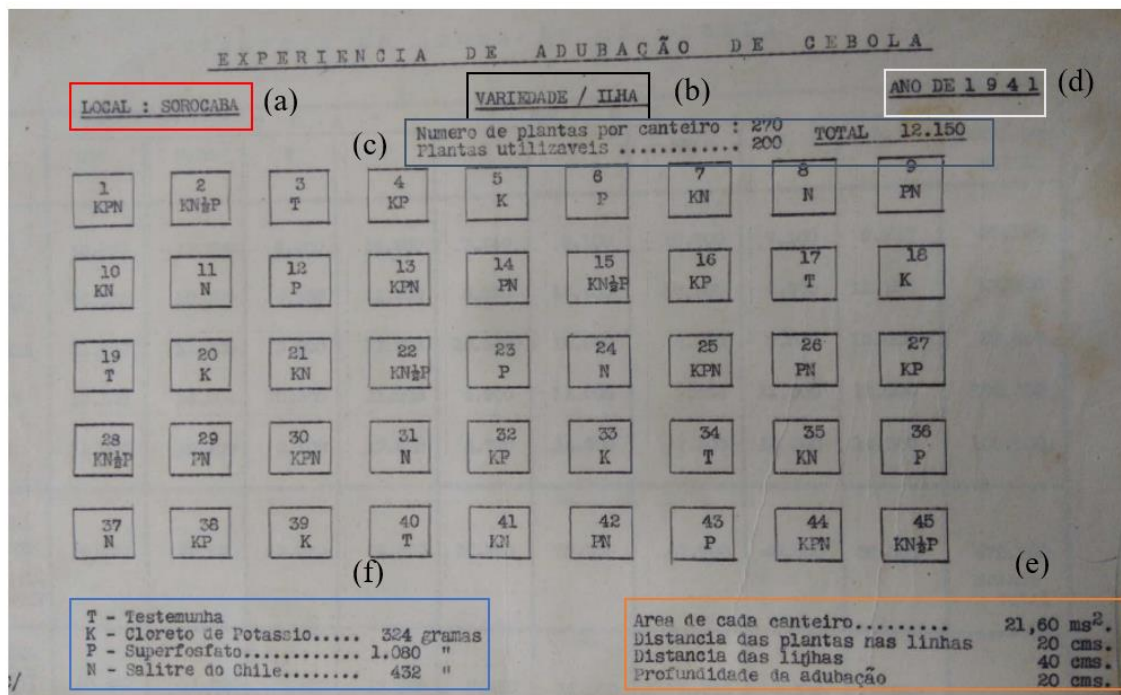 EXPERIENCIA DE ADUBAÇÃO DE CEBOLA
LOCAL : SOROCABA (a) VARIEDADE / ILHA (b) ANO DE 1 9 4 1 (d)
(c) Numero de plantas por canteiro : 270 TOTAL 12.150
Plantas utilizaveis ............ 200
1 2 3 4 5 6 7 8 9
KPN KN½P T KP K P KN N PN
10 11 12 13 14 15 16 17 18
KN N P KPN PN KN½P KP T K
19 20 21 22 23 24 25 26 27
T K KN KN½P P N KPN PN KP
28 29 30 31 32 33 34 35 36
KN½P PN KPN N KP K T KN P
37 38 39 40 41 42 43 44 45
N KP K T KN PN P KPN KN½P
(f) (e)
T - Testemunha
K - Cloreto de Potassio..... 324 gramas
P - Superfosfato............ 1.080 "
N - Salitre do Chile........ 432 "
Area de cada canteiro......... 21,60 ms².
Distancia das plantas nas linhas 20 cms.
Distancia das linhas 40 cms.
Profundidade da adubação 20 cms.